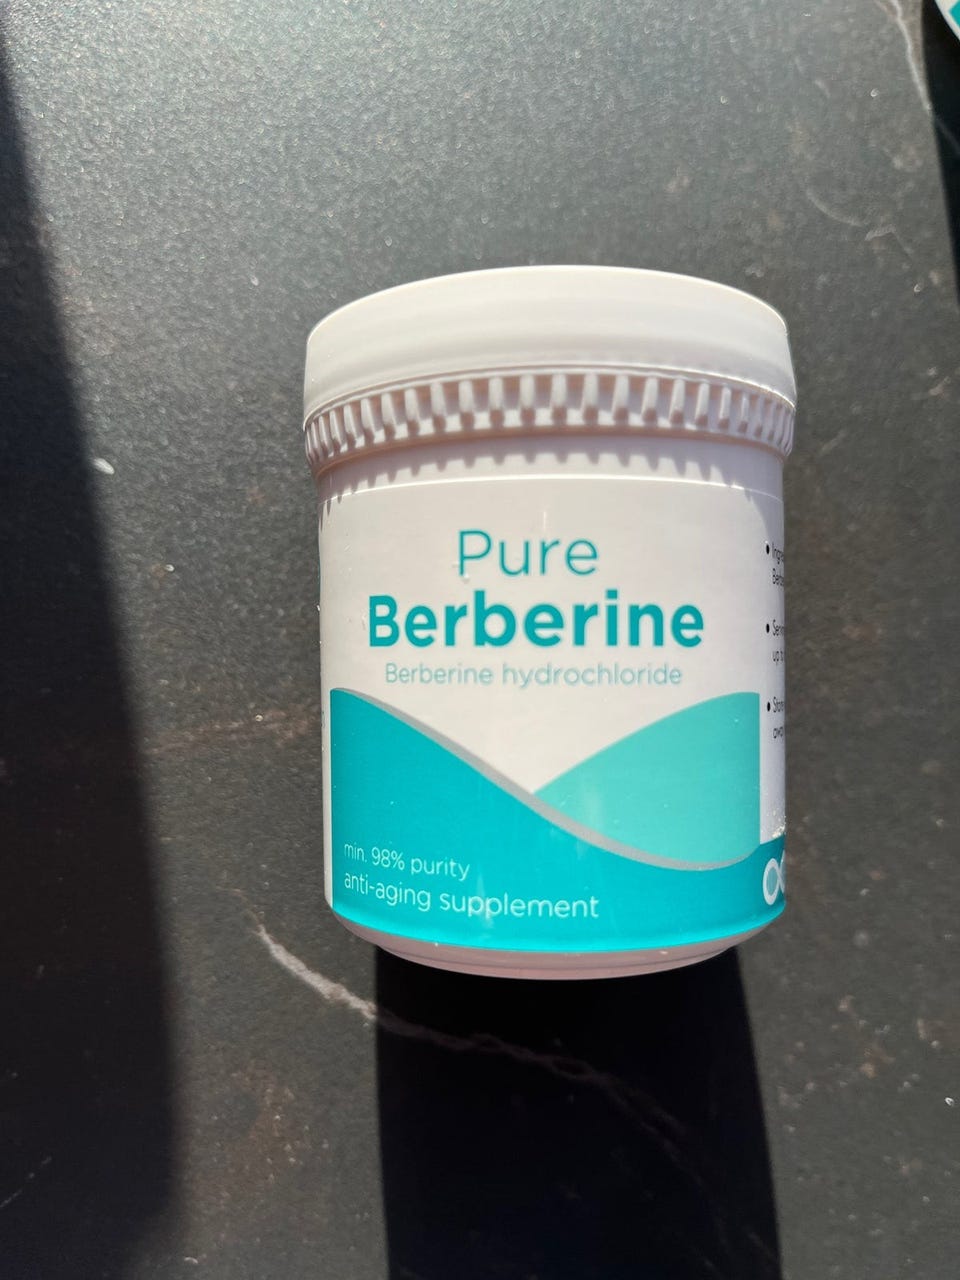 Pure
Berberine
Berberine hydrochloride
min. 98% purity
anti-aging supplement